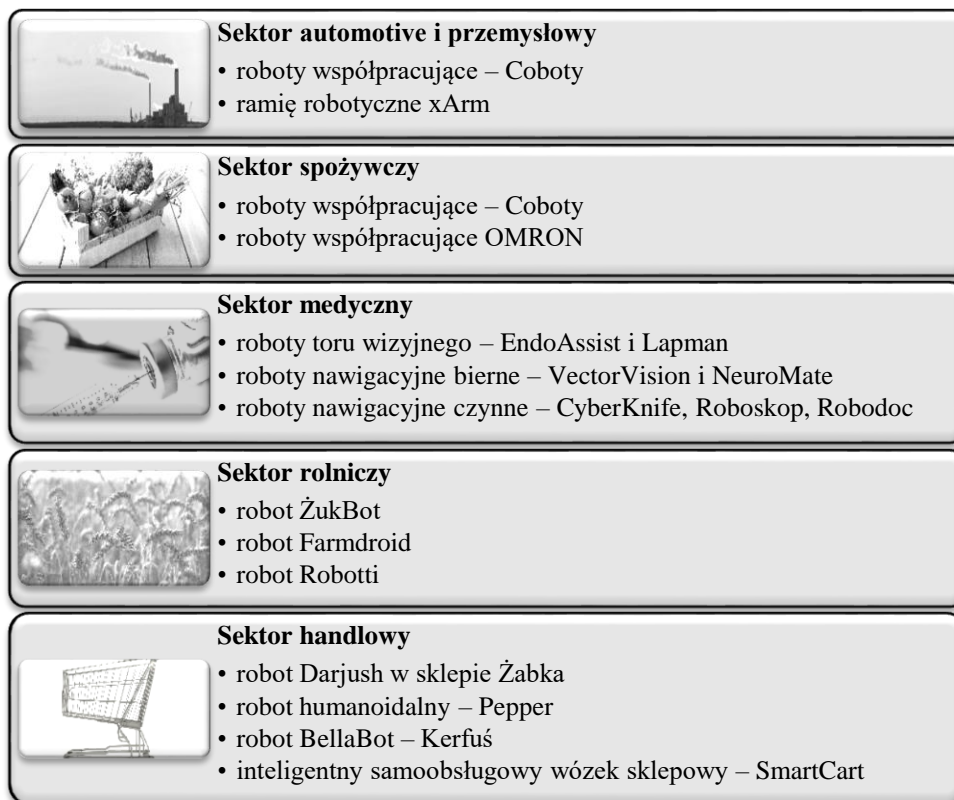 Sektor automotive i przemysłowy
• roboty współpracujące – Coboty
• ramię robotyczne xArm
Sektor spożywczy
• roboty współpracujące – Coboty
• roboty współpracujące OMRON
Sektor medyczny
• roboty toru wizyjnego – EndoAssist i Lapman
• roboty nawigacyjne bierne – VectorVision i NeuroMate
• roboty nawigacyjne czynne – CyberKnife, Roboskop, Robodoc
Sektor rolniczy
• robot ŻukBot
• robot Farmdroid
• robot Robotti
Sektor handlowy
• robot Darjush w sklepie Żabka
• robot humanoidalny – Pepper
• robot BellaBot – Kerfuś
• inteligentny samoobsługowy wózek sklepowy – SmartCart